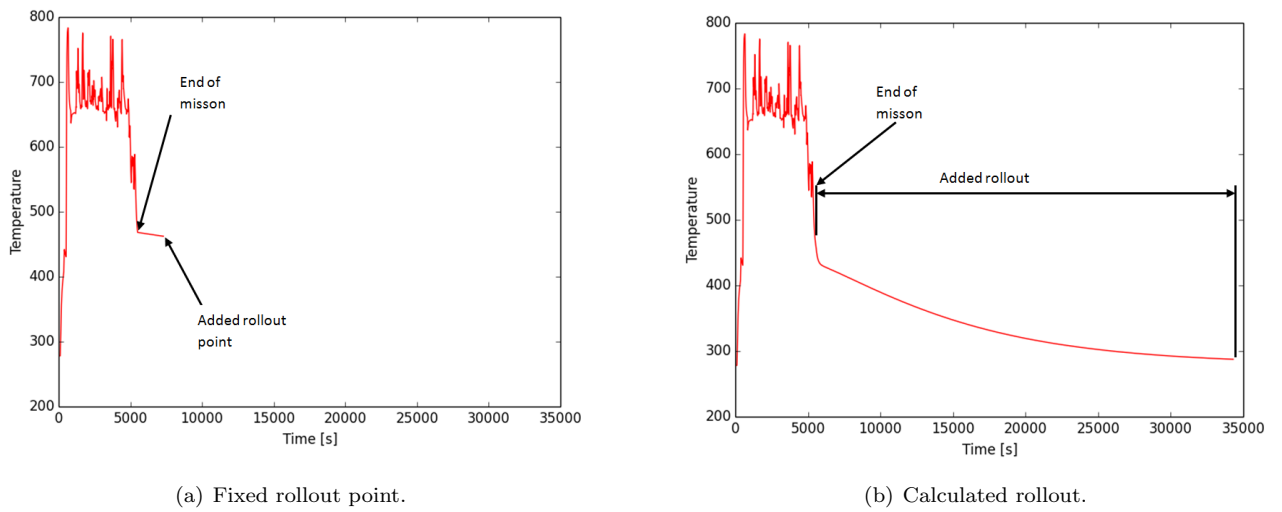 800
700
600
500
400
300
200
Temperature
0
5000
10000
15000
20000
25000
30000
35000
Time [s]
End of
misson
Added rollout
point
(a) Fixed rollout point.
800
700
600
500
400
300
200
Temperature
0
5000
10000
15000
20000
25000
30000
35000
Time [s]
End of
misson
Added rollout
(b) Calculated rollout.